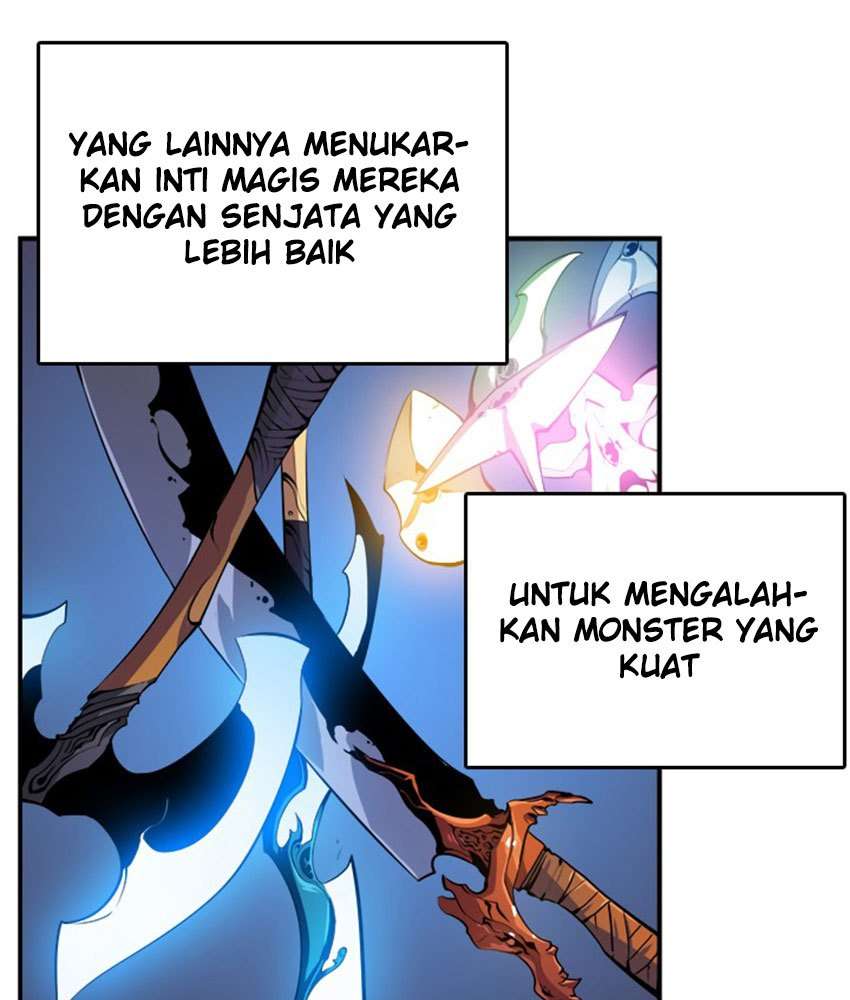 YANG LAINNYA MENUKAR-
KAN INTI MAGIS MEREKA
DENGAN SENJATA YANG
LEBIH BAIK
UNTUK MENGALAH-
KAN MONSTER YANG
KUAT